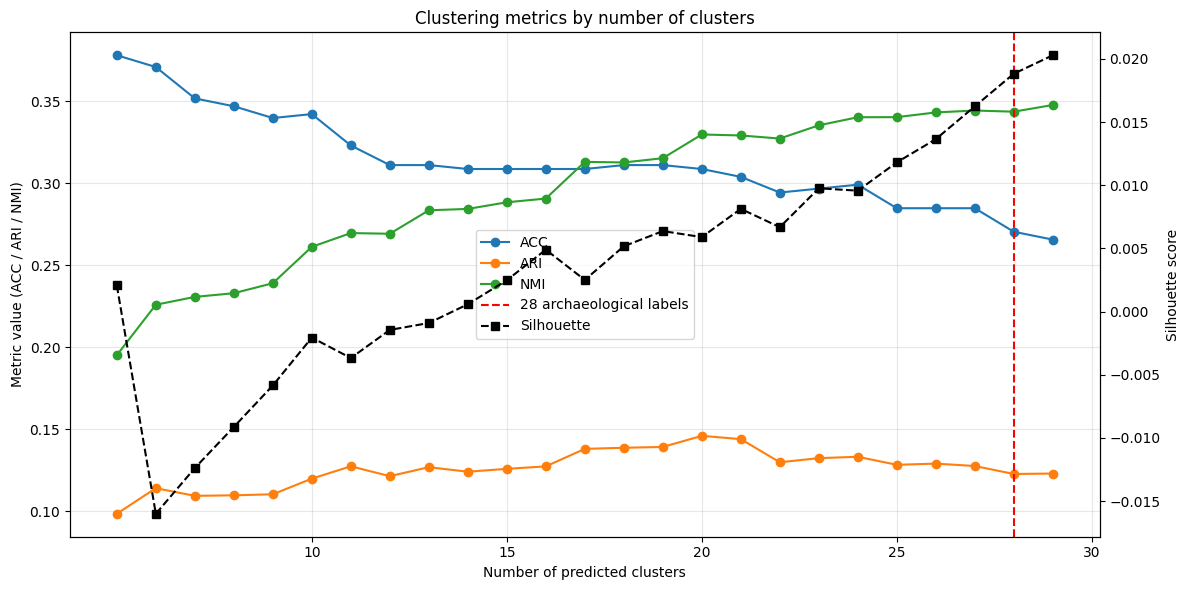 Clustering metrics by number of clusters
Metric value (ACC / ARI / NMI)
0.35
0.30
0.25
0.20
0.15
0.10
ACC
ARI
NMI
28 archaeological labels
Silhouette
0.020
0.015
0.010
0.005
0.000
−0.005
−0.010
−0.015
Silhouette score
10
15
20
25
30
Number of predicted clusters